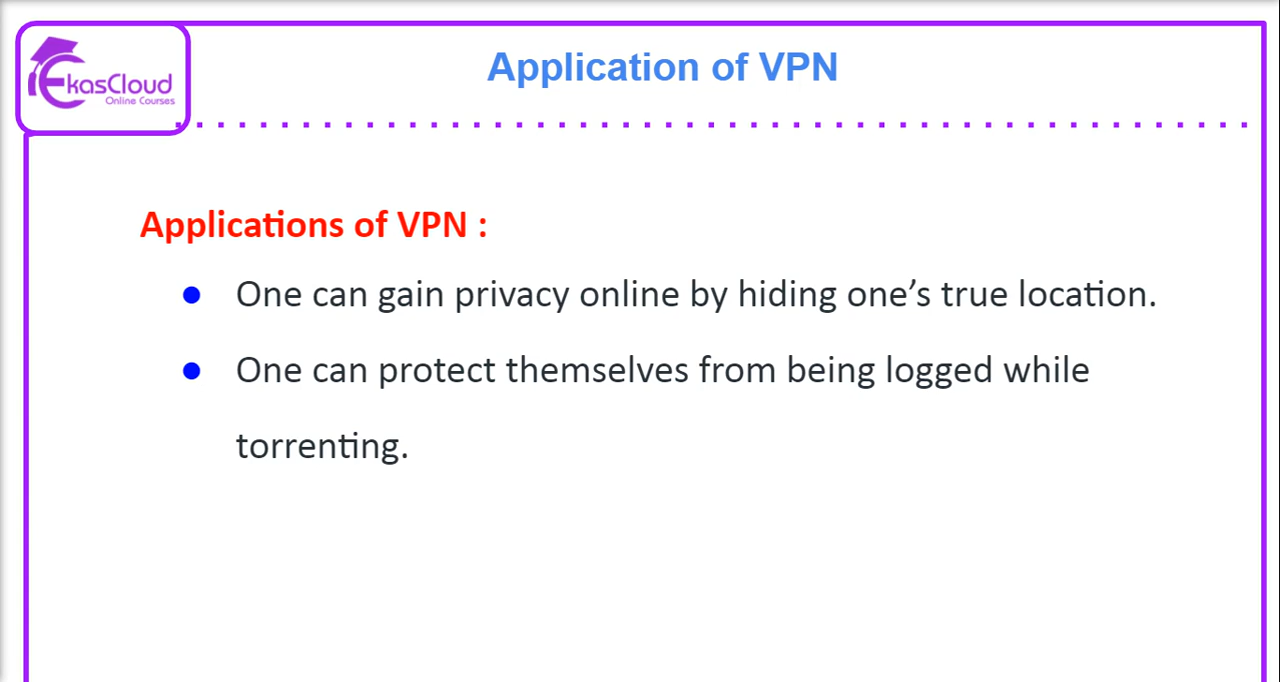 EkasCloud
Online Courses
Application of VPN
Applications of VPN :
● One can gain privacy online by hiding one’s true location.
● One can protect themselves from being logged while
torrenting.